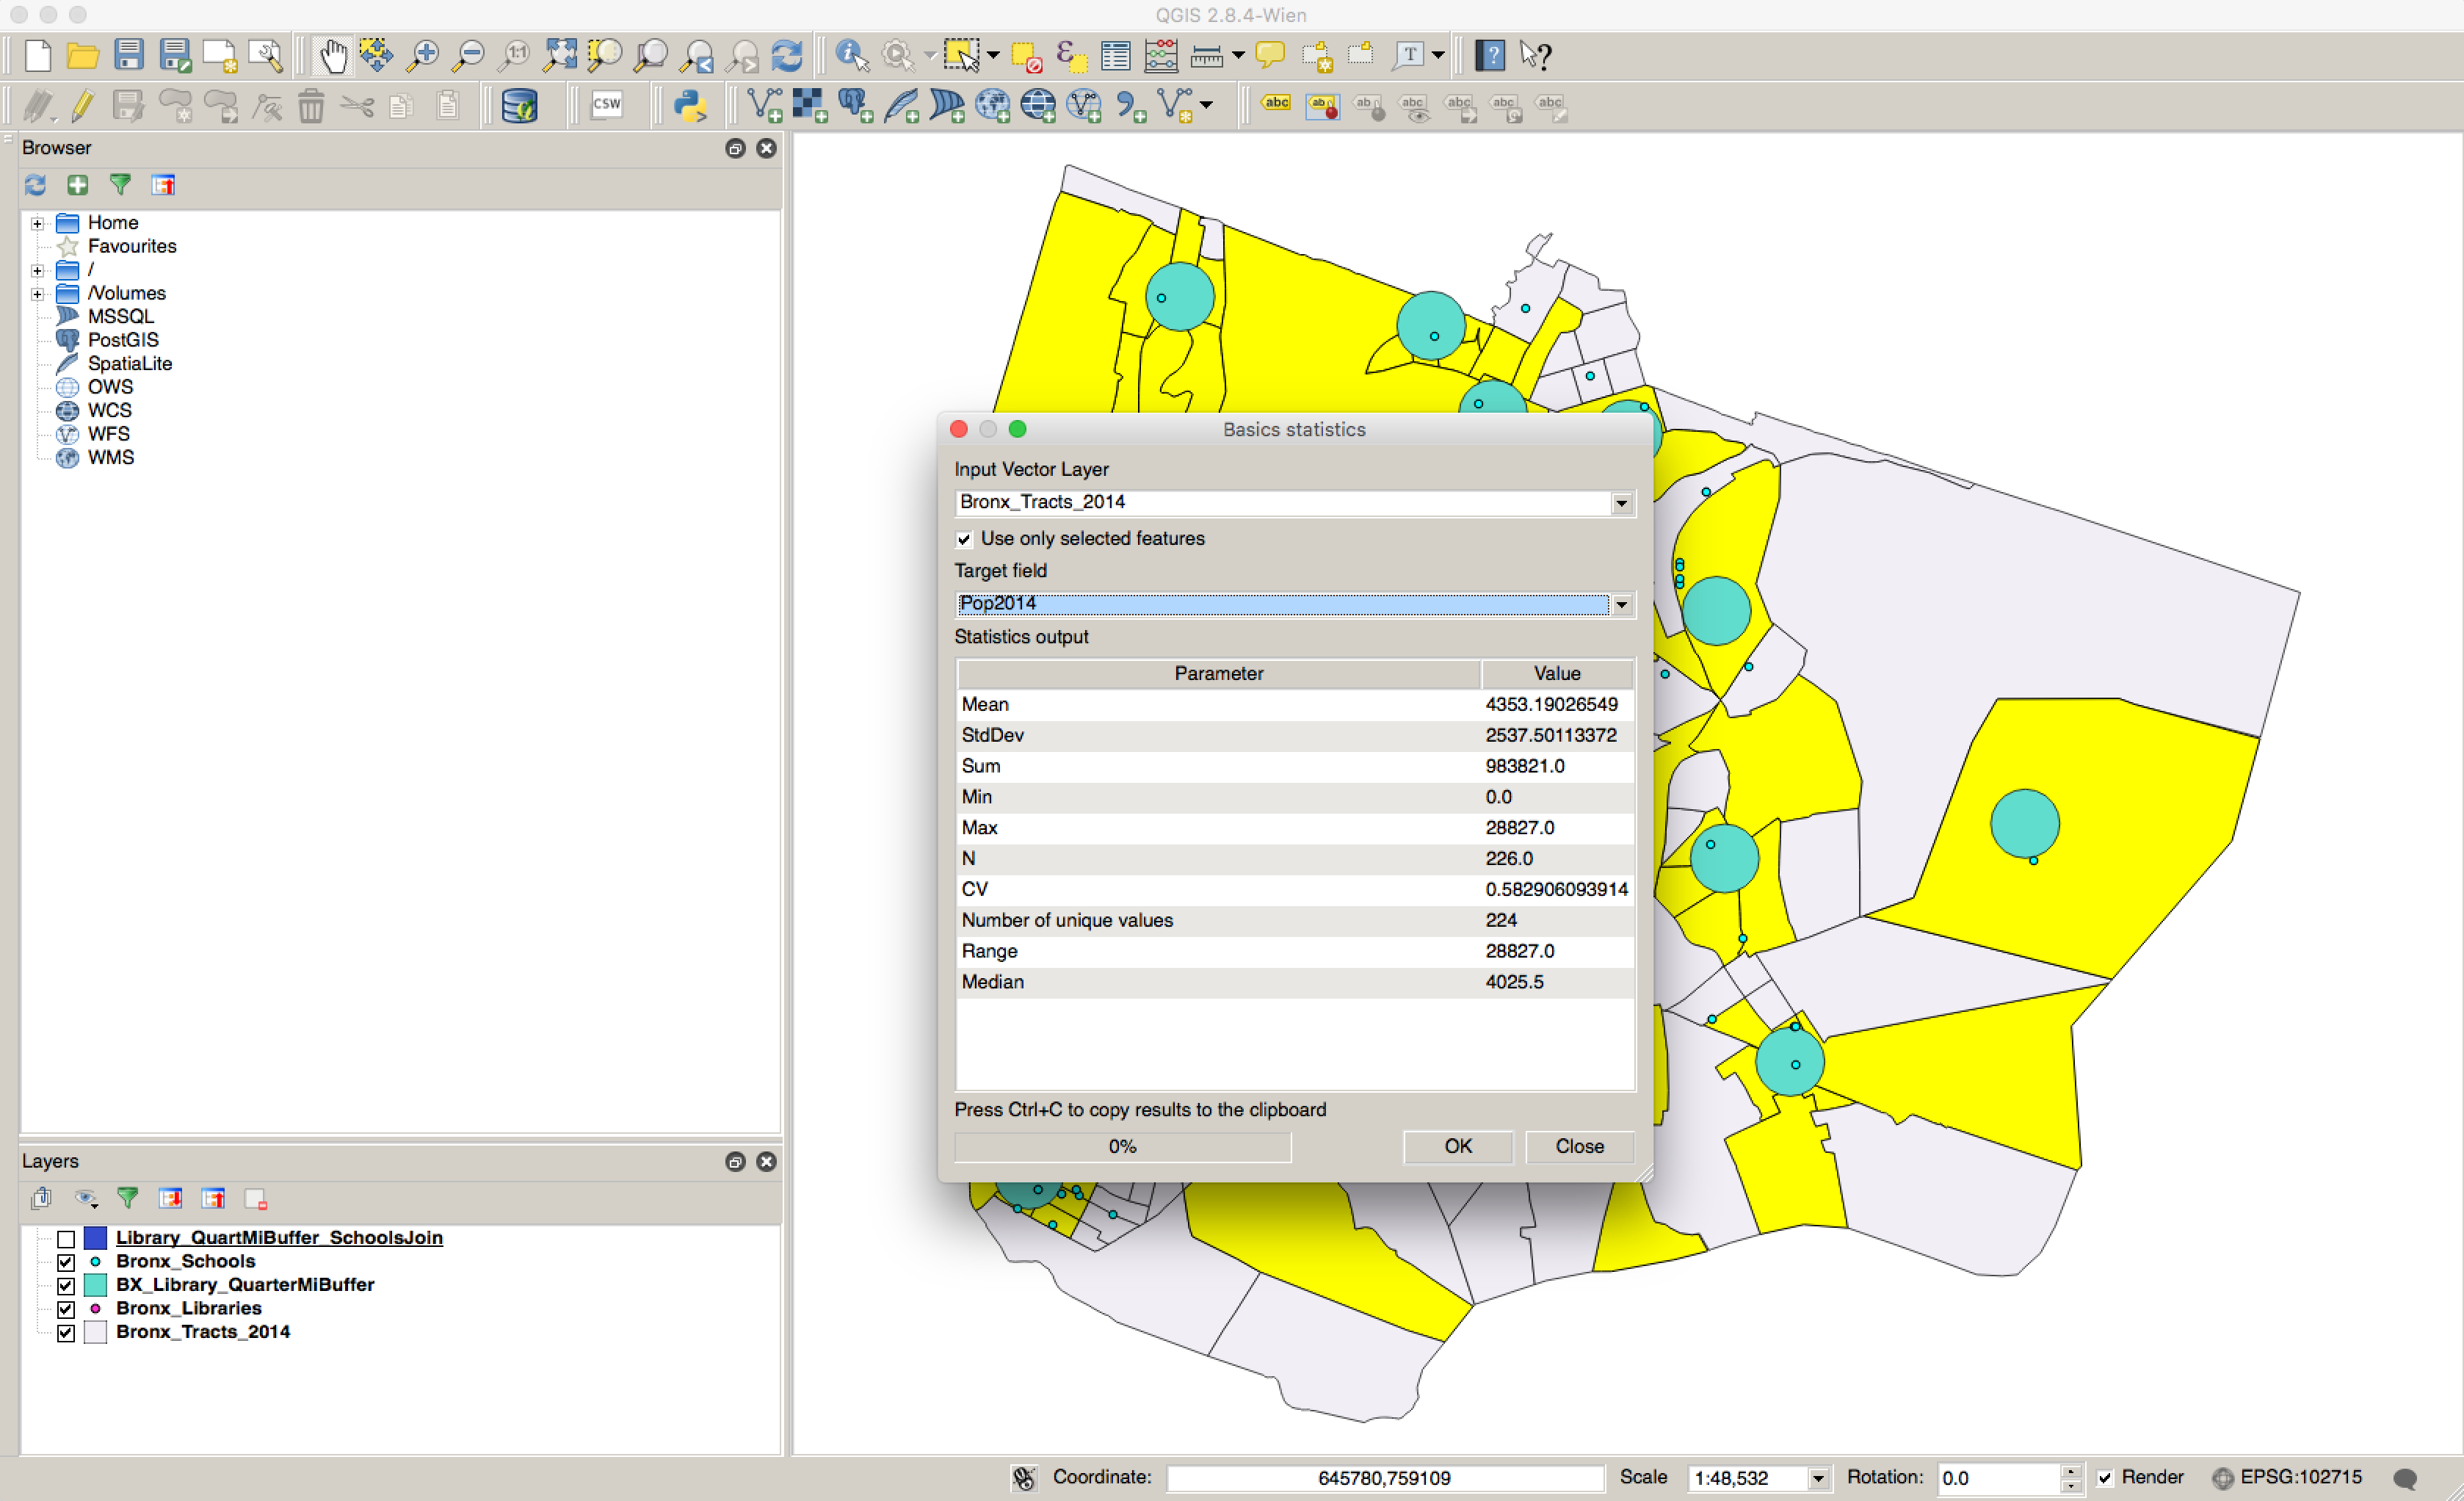 QGIS 2.8.4-Wien
CSW
abc
Browser
Home
Favourites
/
/Volumes
MSSQL
PostGIS
SpatiaLite
OWS
WCS
WFS
WMS
Basics statistics
Input Vector Layer
Bronx_Tracts_2014
Use only selected features
Target field
Pop2014
Statistics output
Parameter Value
Mean 4353.19026549
StdDev 2537.50113372
Sum 983821.0
Min 0.0
Max 28827.0
N 226.0
CV 0.582906093914
Number of unique values 224
Range 28827.0
Median 4025.5
Press Ctrl+C to copy results to the clipboard
0% OK Close
Layers
Library_QuartMiBuffer_SchoolsJoin
Bronx_Schools
BX_Library_QuarterMiBuffer
Bronx_Libraries
Bronx_Tracts_2014
Coordinate: 645780,759109 Scale 1:48,532 Rotation: 0.0 Render EPSG:102715